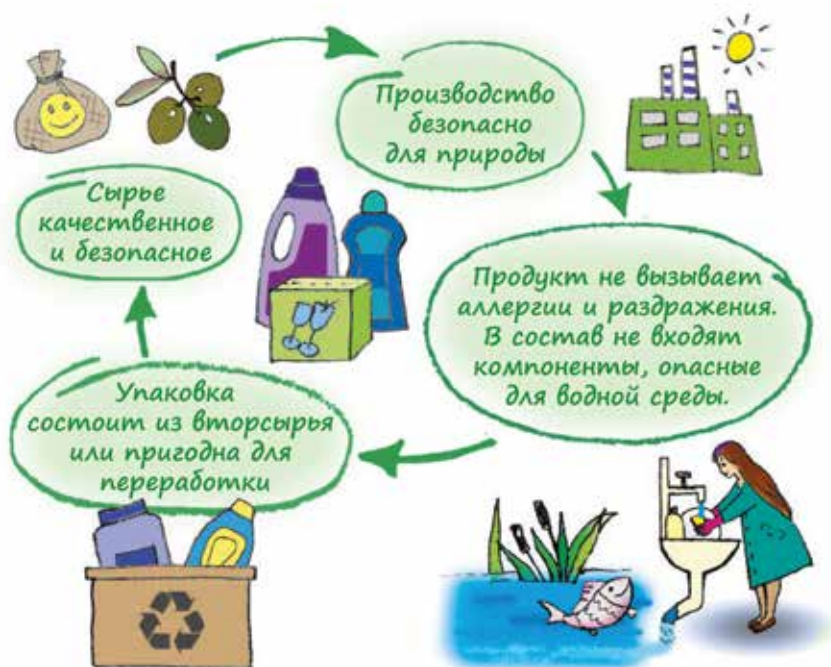 Производство
безопасно
для природы
Сырье
качественное
и безопасное
Продукт не вызывает
аллергии и раздражения.
В состав не входят
компоненты, опасные
для водной среды.
Упаковка
состоит из вторсырья
или пригодна для
переработки